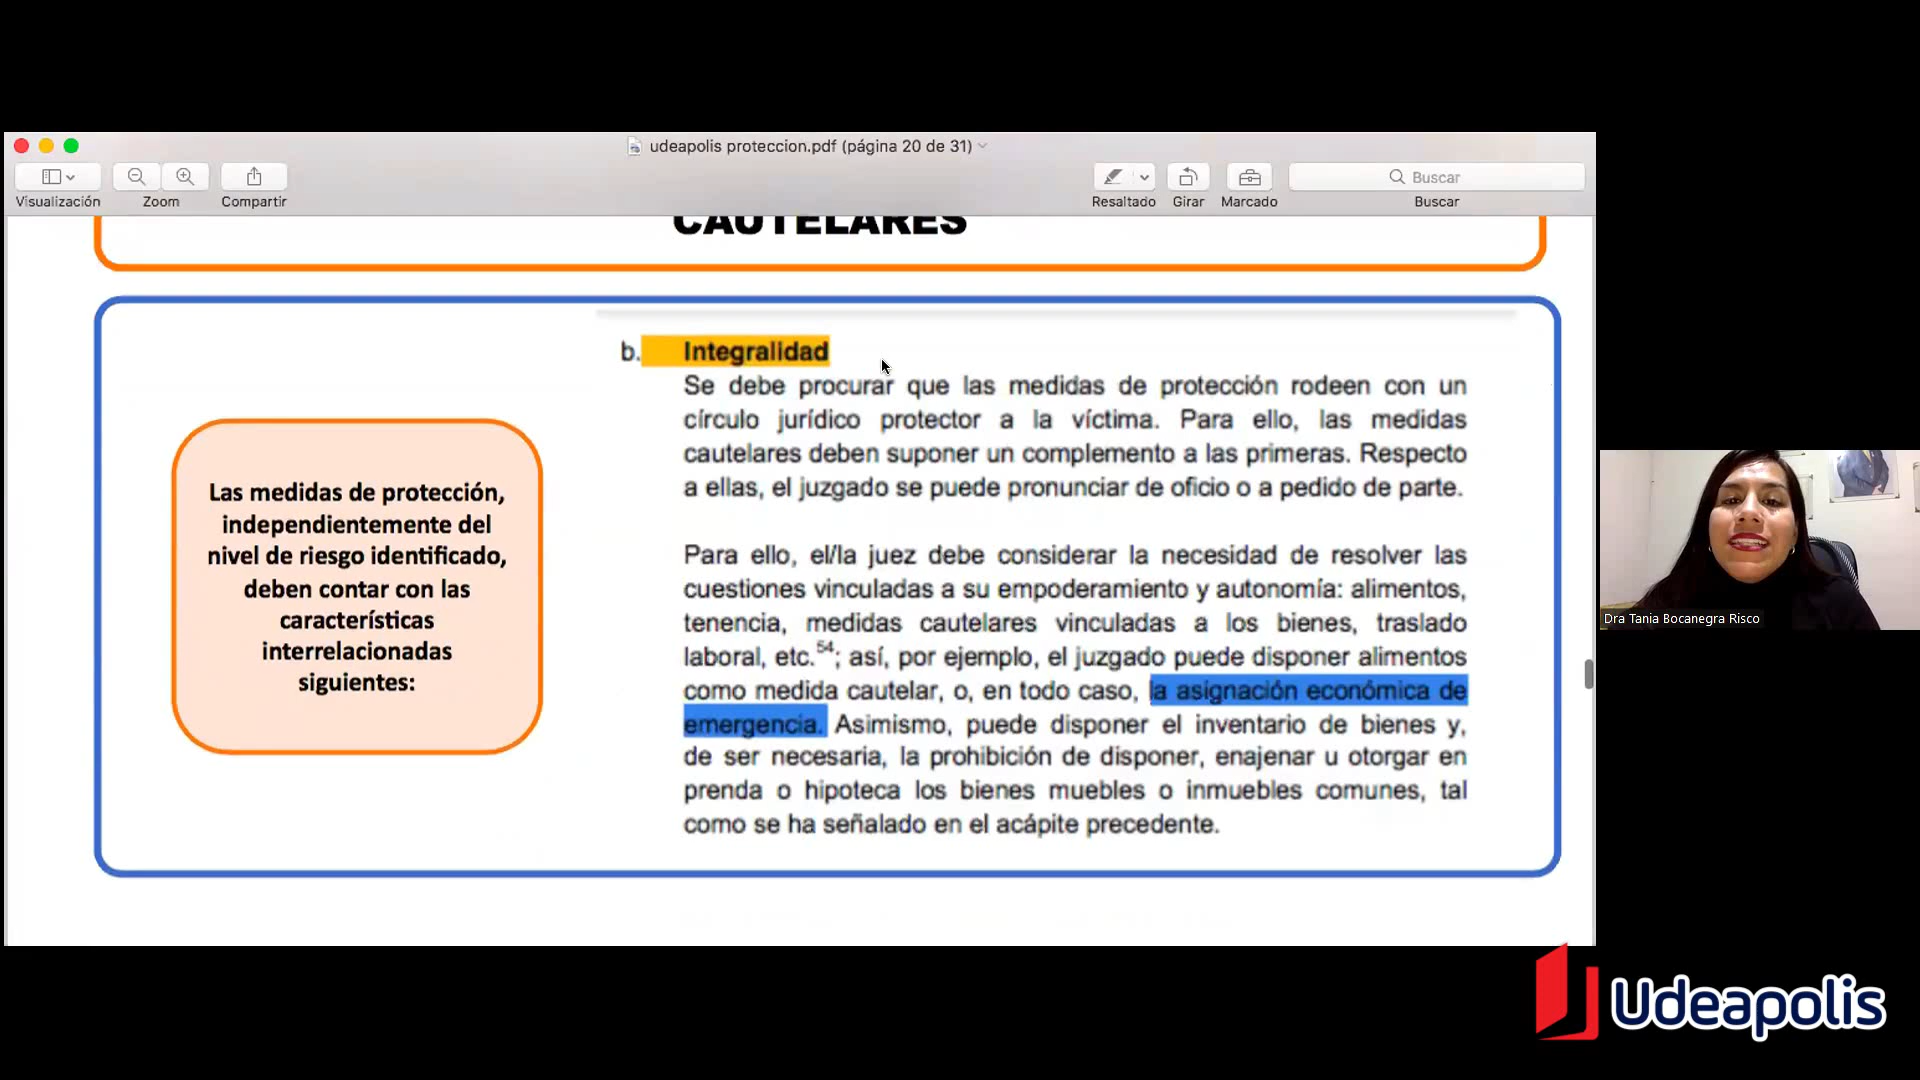 udeapolis proteccion.pdf (página 20 de 31)
Visualización
Zoom
Compartir
Resaltado
Girar
Marcado
Buscar
Buscar
CAUTELARES
Las medidas de protección,
independientemente del
nivel de riesgo identificado,
deben contar con las
características
interrelacionadas
siguientes:
b. Integralidad
Se debe procurar que las medidas de protección rodeen con un
círculo jurídico protector a la víctima. Para ello, las medidas
cautelares deben suponer un complemento a las primeras. Respecto
a ellas, el juzgado se puede pronunciar de oficio o a pedido de parte.
Para ello, el/la juez debe considerar la necesidad de resolver las
cuestiones vinculadas a su empoderamiento y autonomía: alimentos,
tenencia, medidas cautelares vinculadas a los bienes, traslado
laboral, etc.54; así, por ejemplo, el juzgado puede disponer alimentos
como medida cautelar, o, en todo caso, la asignación económica de
emergencia. Asimismo, puede disponer el inventario de bienes y,
de ser necesaria, la prohibición de disponer, enajenar u otorgar en
prenda o hipoteca los bienes muebles o inmuebles comunes, tal
como se ha señalado en el acápite precedente.
Dra Tania Bocanegra Risco
Udeapolis